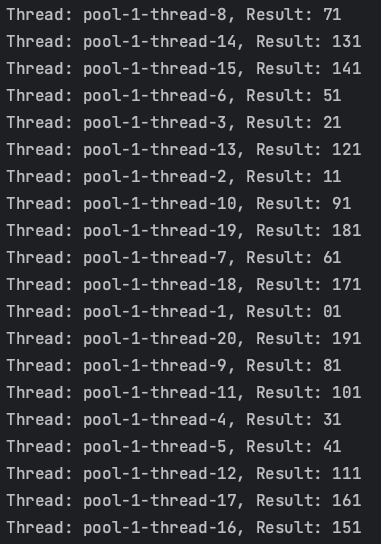 Thread: pool-1-thread-8, Result: 71
Thread: pool-1-thread-14, Result: 131
Thread: pool-1-thread-15, Result: 141
Thread: pool-1-thread-6, Result: 51
Thread: pool-1-thread-3, Result: 21
Thread: pool-1-thread-13, Result: 121
Thread: pool-1-thread-2, Result: 11
Thread: pool-1-thread-10, Result: 91
Thread: pool-1-thread-19, Result: 181
Thread: pool-1-thread-7, Result: 61
Thread: pool-1-thread-18, Result: 171
Thread: pool-1-thread-1, Result: 01
Thread: pool-1-thread-20, Result: 191
Thread: pool-1-thread-9, Result: 81
Thread: pool-1-thread-11, Result: 101
Thread: pool-1-thread-4, Result: 31
Thread: pool-1-thread-5, Result: 41
Thread: pool-1-thread-12, Result: 111
Thread: pool-1-thread-17, Result: 161
Thread: pool-1-thread-16, Result: 151